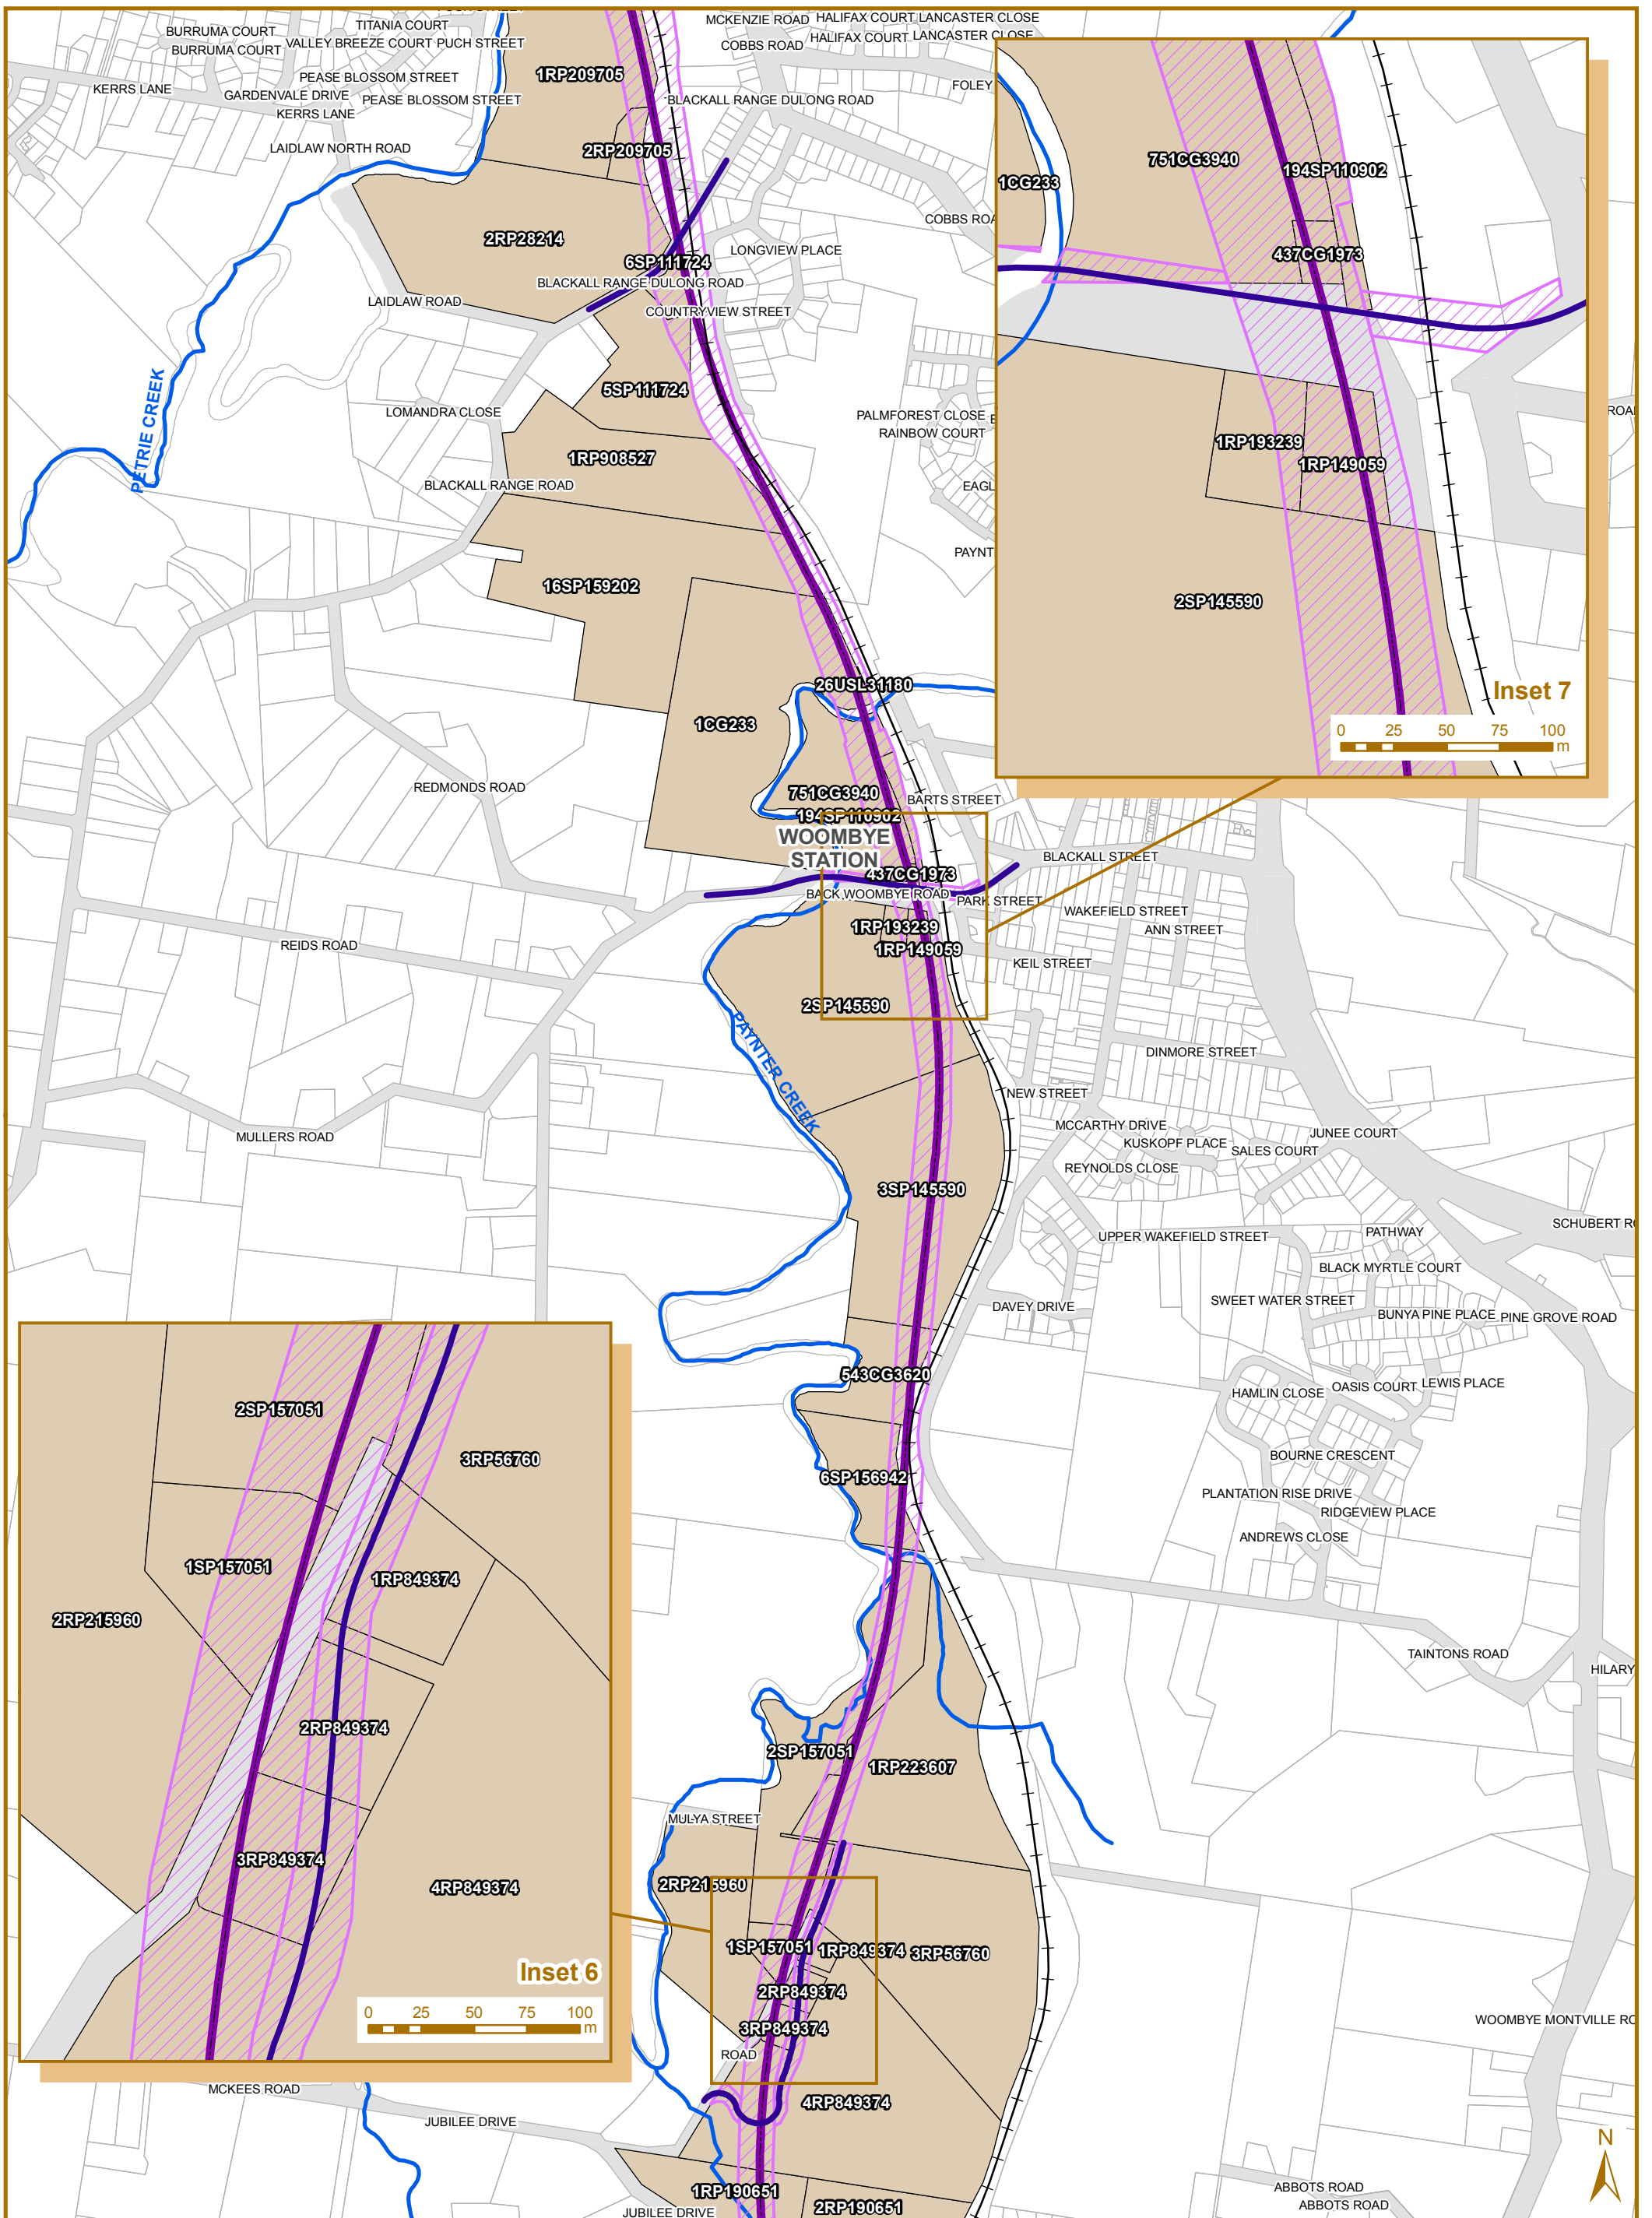 BURRUMA COURT
TITANIA COURT
BURRUMA COURT
VALLEY BREEZE COURT
PUCH STREET
PEASE BLOSSOM STREET
KERRS LANE
GARDENVALE DRIVE
PEASE BLOSSOM STREET
KERRS LANE
LAIDLAW NORTH ROAD
MCKENZIE ROAD
HALIFAX COURT
LANCASTER CLOSE
HALIFAX COURT
LANCASTER CLOSE
COBBS ROAD
FOLEY
1RP209705
BLACKALL RANGE DULONG ROAD
2RP209705
2RP28214
COBBS ROA
LONGVIEW PLACE
6SP111724
BLACKALL RANGE DULONG ROAD
LAIDLAW ROAD
COUNTRYVIEW STREET
PETRIE CREEK
5SP111724
LOMANDRA CLOSE
PALMFOREST CLOSE
RAINBOW COURT
1RP908527
BLACKALL RANGE ROAD
EAGL
PAYNT
16SP159202
26USL31180
1CG233
REDMONDS ROAD
751CG3940
BARTS STREET
194SP110902
WOOMBYE
STATION
BLACKALL STREET
437CG1973
BACK WOOMBYE ROAD
PARK STREET
WAKEFIELD STREET
1RP193239
ANN STREET
REIDS ROAD
1RP149059
KEIL STREET
2SP145590
PAYNTER CREEK
DINMORE STREET
NEW STREET
MULLERS ROAD
MCCARTHY DRIVE
KUSKOPF PLACE
JUNEE COURT
SALES COURT
REYNOLDS CLOSE
3SP145590
SCHUBERT R
UPPER WAKEFIELD STREET
PATHWAY
BLACK MYRTLE COURT
SWEET WATER STREET
DAVEY DRIVE
BUNYA PINE PLACE
PINE GROVE ROAD
543CG3620
HAMLIN CLOSE
OASIS COURT
LEWIS PLACE
BOURNE CRESCENT
6SP156942
PLANTATION RISE DRIVE
RIDGEVIEW PLACE
ANDREWS CLOSE
TAINTONS ROAD
HILARY
2SP157051
1RP223607
MULYA STREET
2RP215960
1SP157051
1RP849374
3RP56760
2RP849374
3RP849374
WOOMBYE MONTVILLE RO
ROAD
4RP849374
MCKEES ROAD
JUBILEE DRIVE
1RP190651
2RP190651
JUBILEE DRIVE
ABBOTS ROAD
ABBOTS ROAD
N
751CG3940
194SP110902
1CG233
437CG1973
ROA
1RP193239
1RP149059
2SP145590
Inset 7
0 25 50 75 100
m
2SP157051
3RP56760
1SP157051
1RP849374
2RP215960
2RP849374
3RP849374
4RP849374
Inset 6
0 25 50 75 100
m